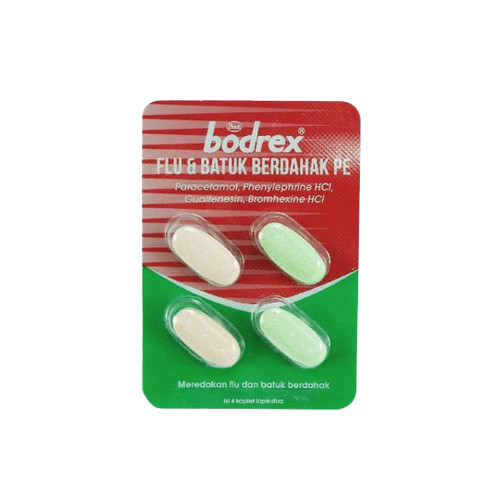 Bode
bodrex®
FLU & BATUK BERDAHAK PE
Paracetamol, Phenylephrine HCl,
Guaifenesin, Bromhexine HCl
Meredakan flu dan batuk berdahak
Isi 4 kaplet lapis dua